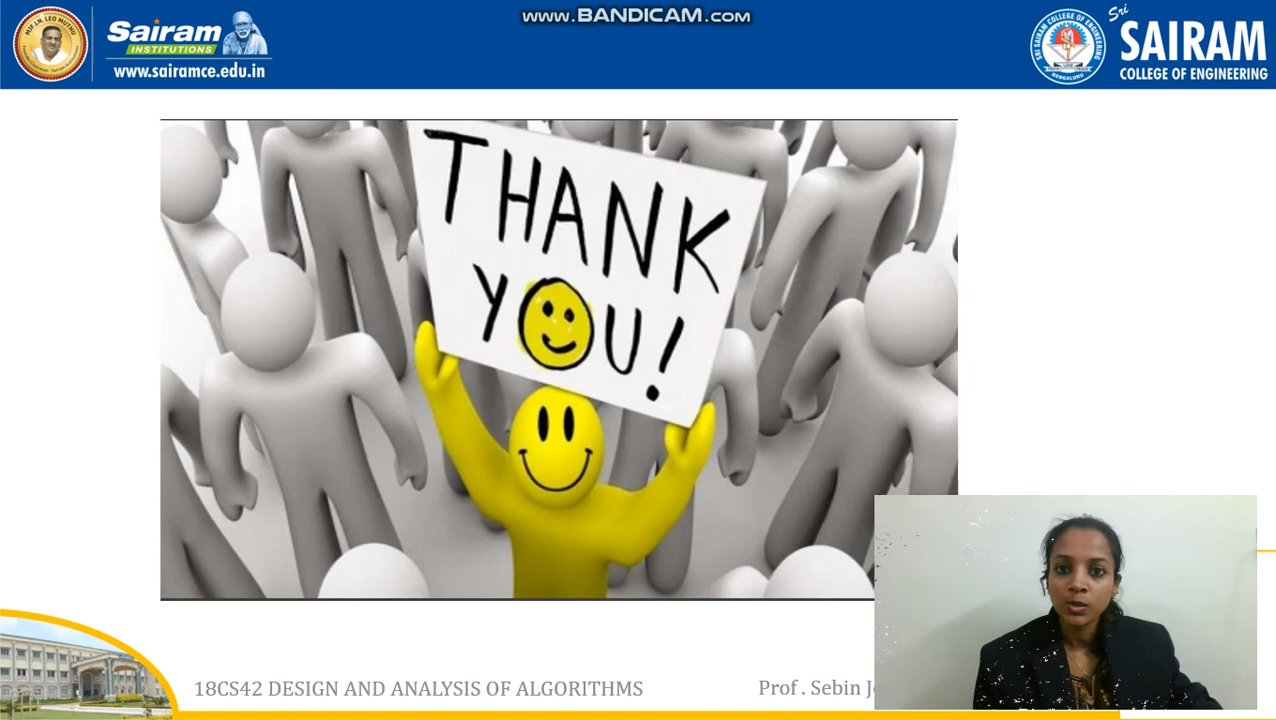 www.BANDICAM.com
Sairam
INSTITUTIONS
www.sairamce.edu.in
Sri
SAIRAM
COLLEGE OF ENGINEERING
THANK
YOU!
18CS42 DESIGN AND ANALYSIS OF ALGORITHMS
Prof . Sebin